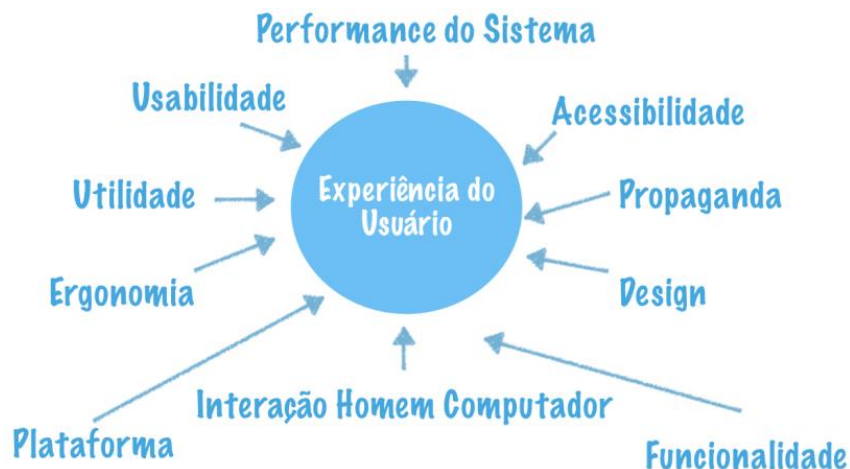 Performance do Sistema
Usabilidade
Acessibilidade
Experiência do
Usuário
Utilidade
Propaganda
Ergonomia
Design
Interação Homem Computador
Plataforma
Funcionalidade